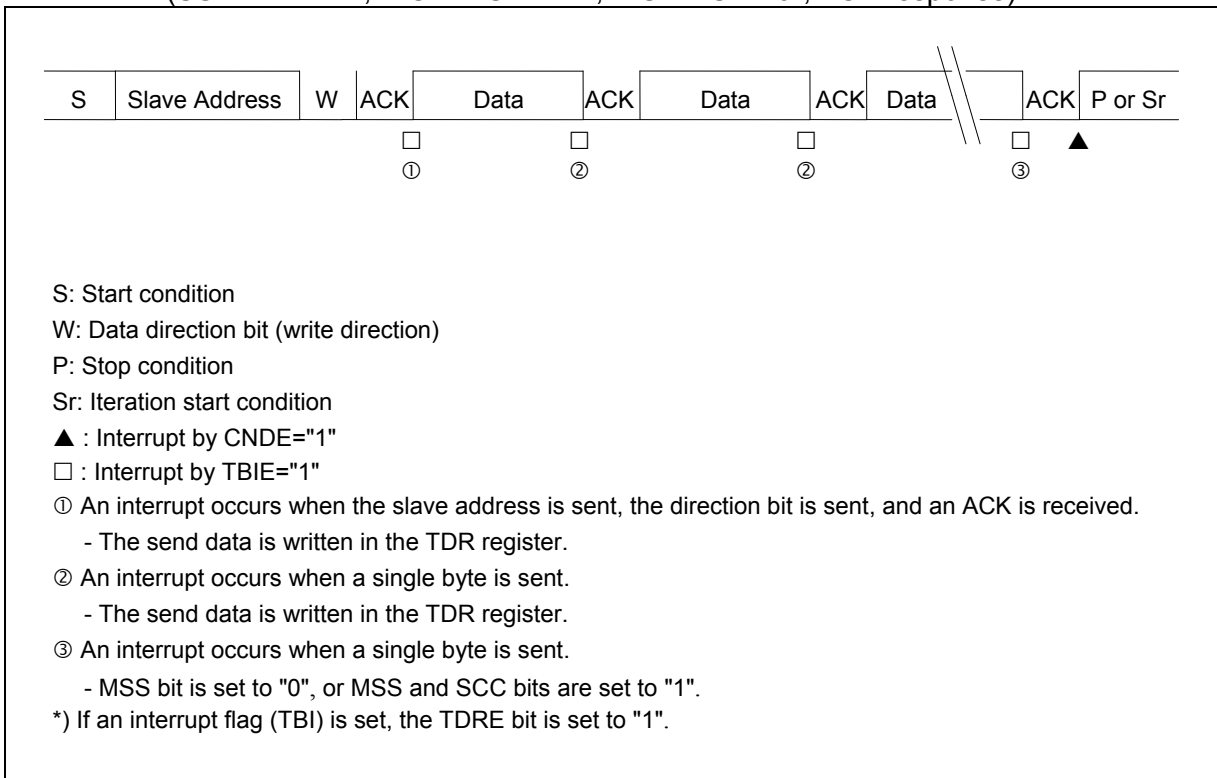 S Slave Address W ACK Data ACK Data ACK Data ACK P or Sr
□ □ □ □ ▲
① ② ② ③
S: Start condition
W: Data direction bit (write direction)
P: Stop condition
Sr: Iteration start condition
▲ : Interrupt by CNDE="1"
□ : Interrupt by TBIE="1"
① An interrupt occurs when the slave address is sent, the direction bit is sent, and an ACK is received.
- The send data is written in the TDR register.
② An interrupt occurs when a single byte is sent.
- The send data is written in the TDR register.
③ An interrupt occurs when a single byte is sent.
- MSS bit is set to "0", or MSS and SCC bits are set to "1".
*) If an interrupt flag (TBI) is set, the TDRE bit is set to "1".